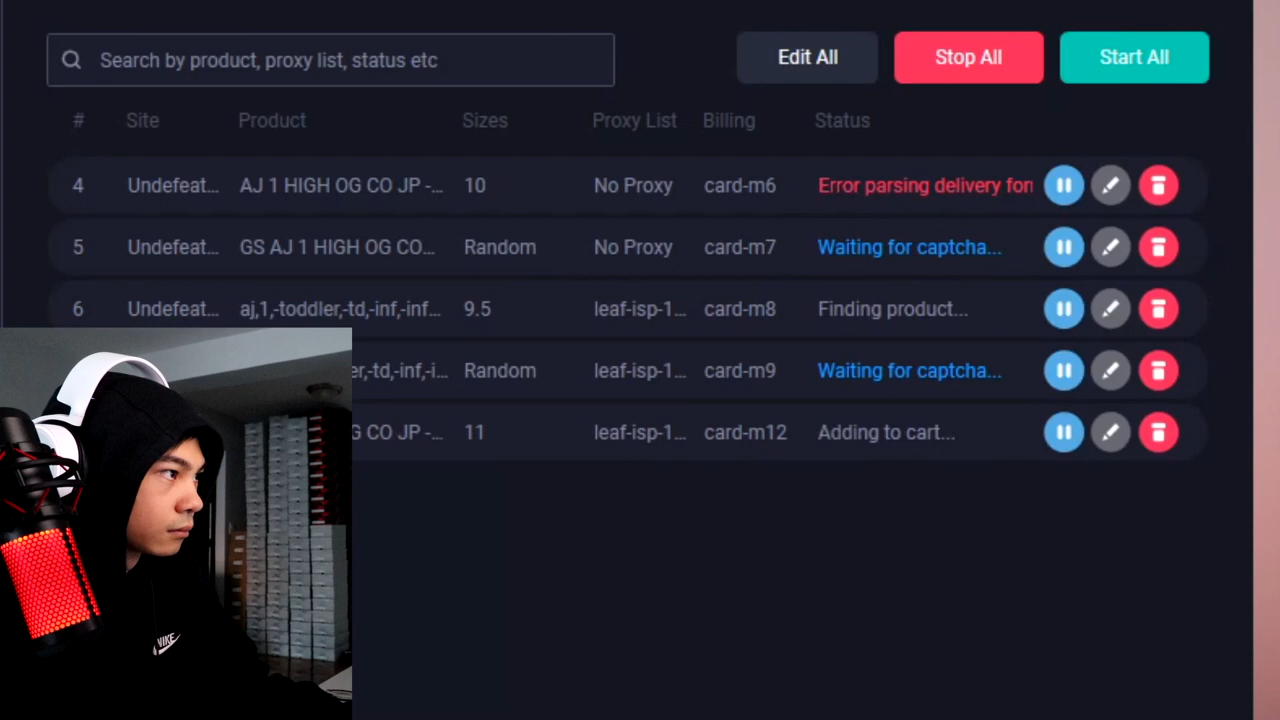 Search by product, proxy list, status etc
Edit All
Stop All
Start All
# Site Product Sizes Proxy List Billing Status
4 Undefeat... AJ 1 HIGH OG CO JP -... 10 No Proxy card-m6 Error parsing delivery for
5 Undefeat... GS AJ 1 HIGH OG CO... Random No Proxy card-m7 Waiting for captcha...
6 Undefeat... aj,1,-toddler,-td,-inf,-inf... 9.5 leaf-isp-1... card-m8 Finding product...
er,-td,-inf,-i... Random leaf-isp-1... card-m9 Waiting for captcha...
G CO JP -... 11 leaf-isp-1... card-m12 Adding to cart...
NIKE